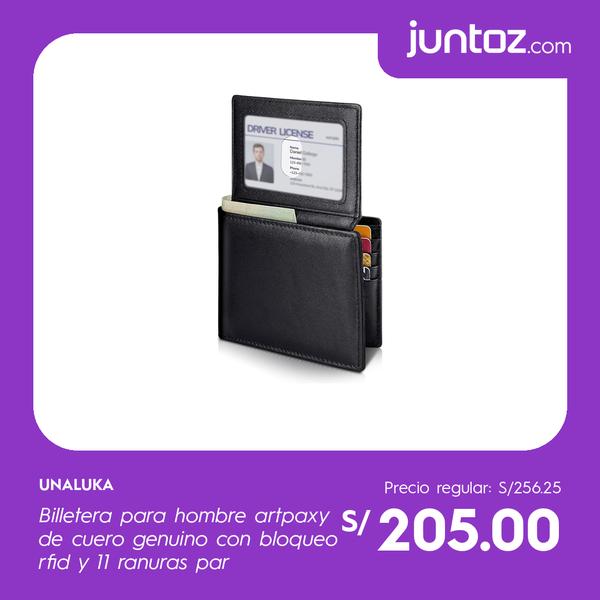 juntoz.com
DRIVER LICENSE
UNALUKA
Billetera para hombre artpaxy
de cuero genuino con bloqueo
rfid y 11 ranuras par
Precio regular: S/256.25
S/ 205.00